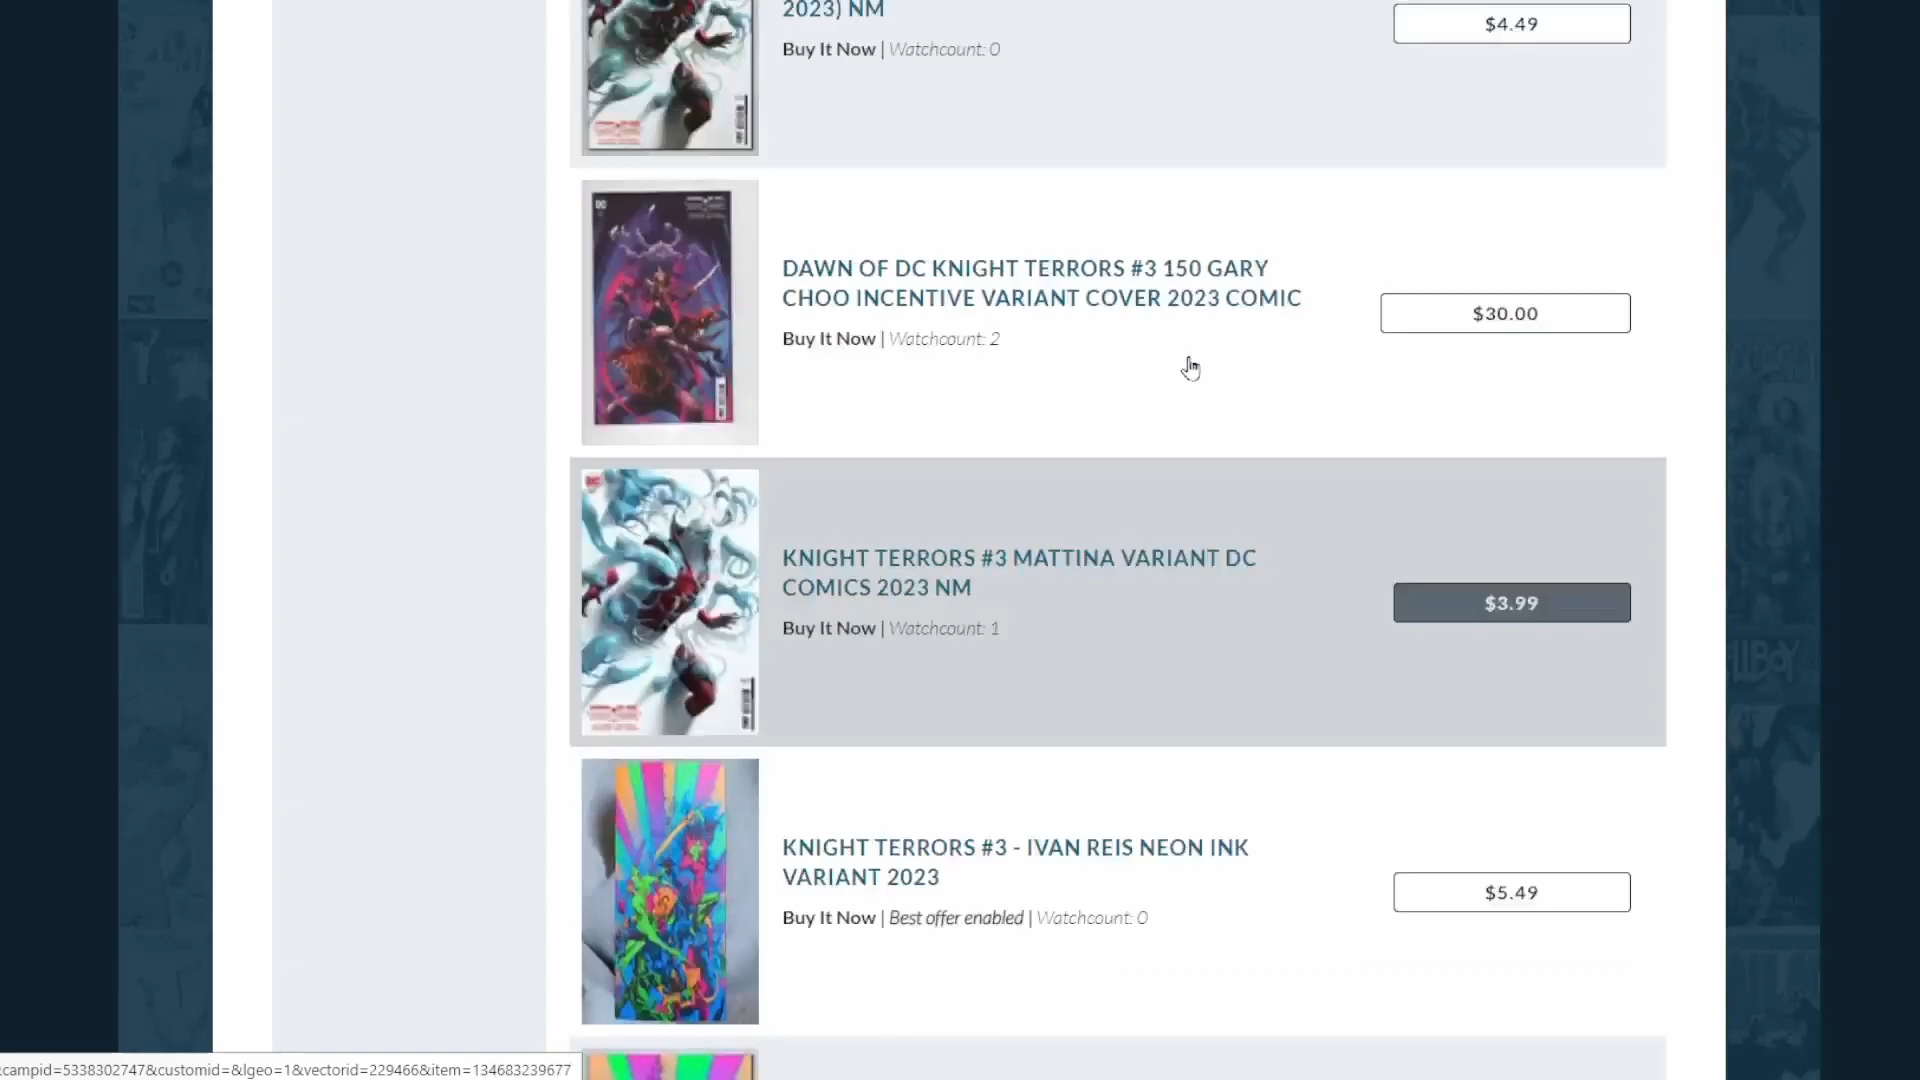 2023) NM
$4.49
Buy It Now | Watchcount: 0
DAWN OF DC KNIGHT TERRORS #3 150 GARY
CHOO INCENTIVE VARIANT COVER 2023 COMIC
$30.00
Buy It Now | Watchcount: 2
KNIGHT TERRORS #3 MATTINA VARIANT DC
COMICS 2023 NM
$3.99
Buy It Now | Watchcount: 1
KNIGHT TERRORS #3 - IVAN REIS NEON INK
VARIANT 2023
$5.49
Buy It Now | Best offer enabled | Watchcount: 0
campid=5338302747&customid=&lgeo=1&vectorid=229466&item=134683239677